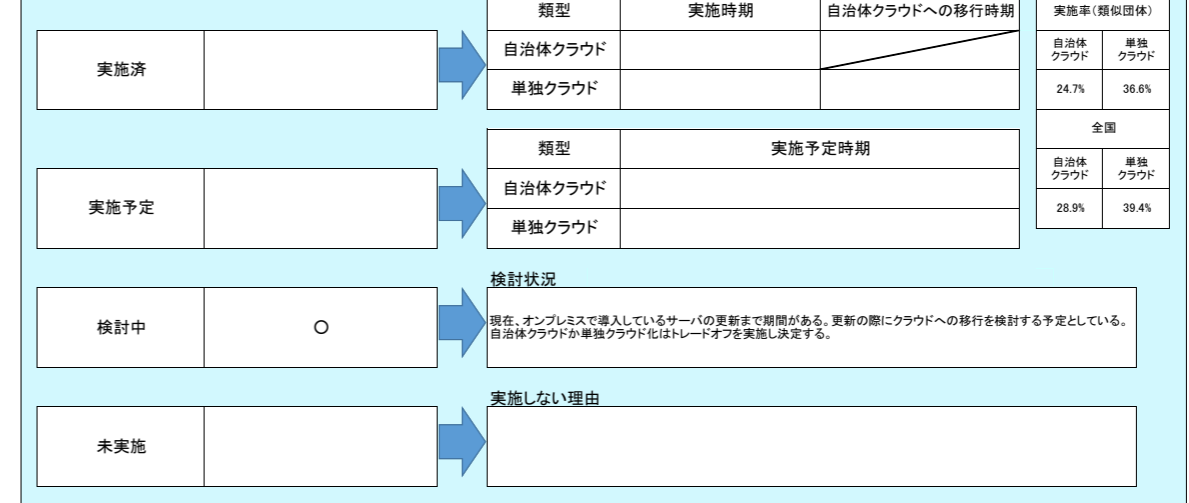 類型 実施時期 自治体クラウドへの移行時期
実施済
自治体クラウド
単独クラウド
実施率(類似団体)
自治体クラウド 単独クラウド
24.7% 36.6%
全国
自治体クラウド 単独クラウド
28.9% 39.4%
類型 実施予定時期
実施予定
自治体クラウド
単独クラウド
検討状況
検討中 〇
現在、オンプレミスで導入しているサーバの更新まで期間がある。更新の際にクラウドへの移行を検討する予定としている。
自治体クラウドか単独クラウド化はトレードオフを実施し決定する。
実施しない理由
未実施